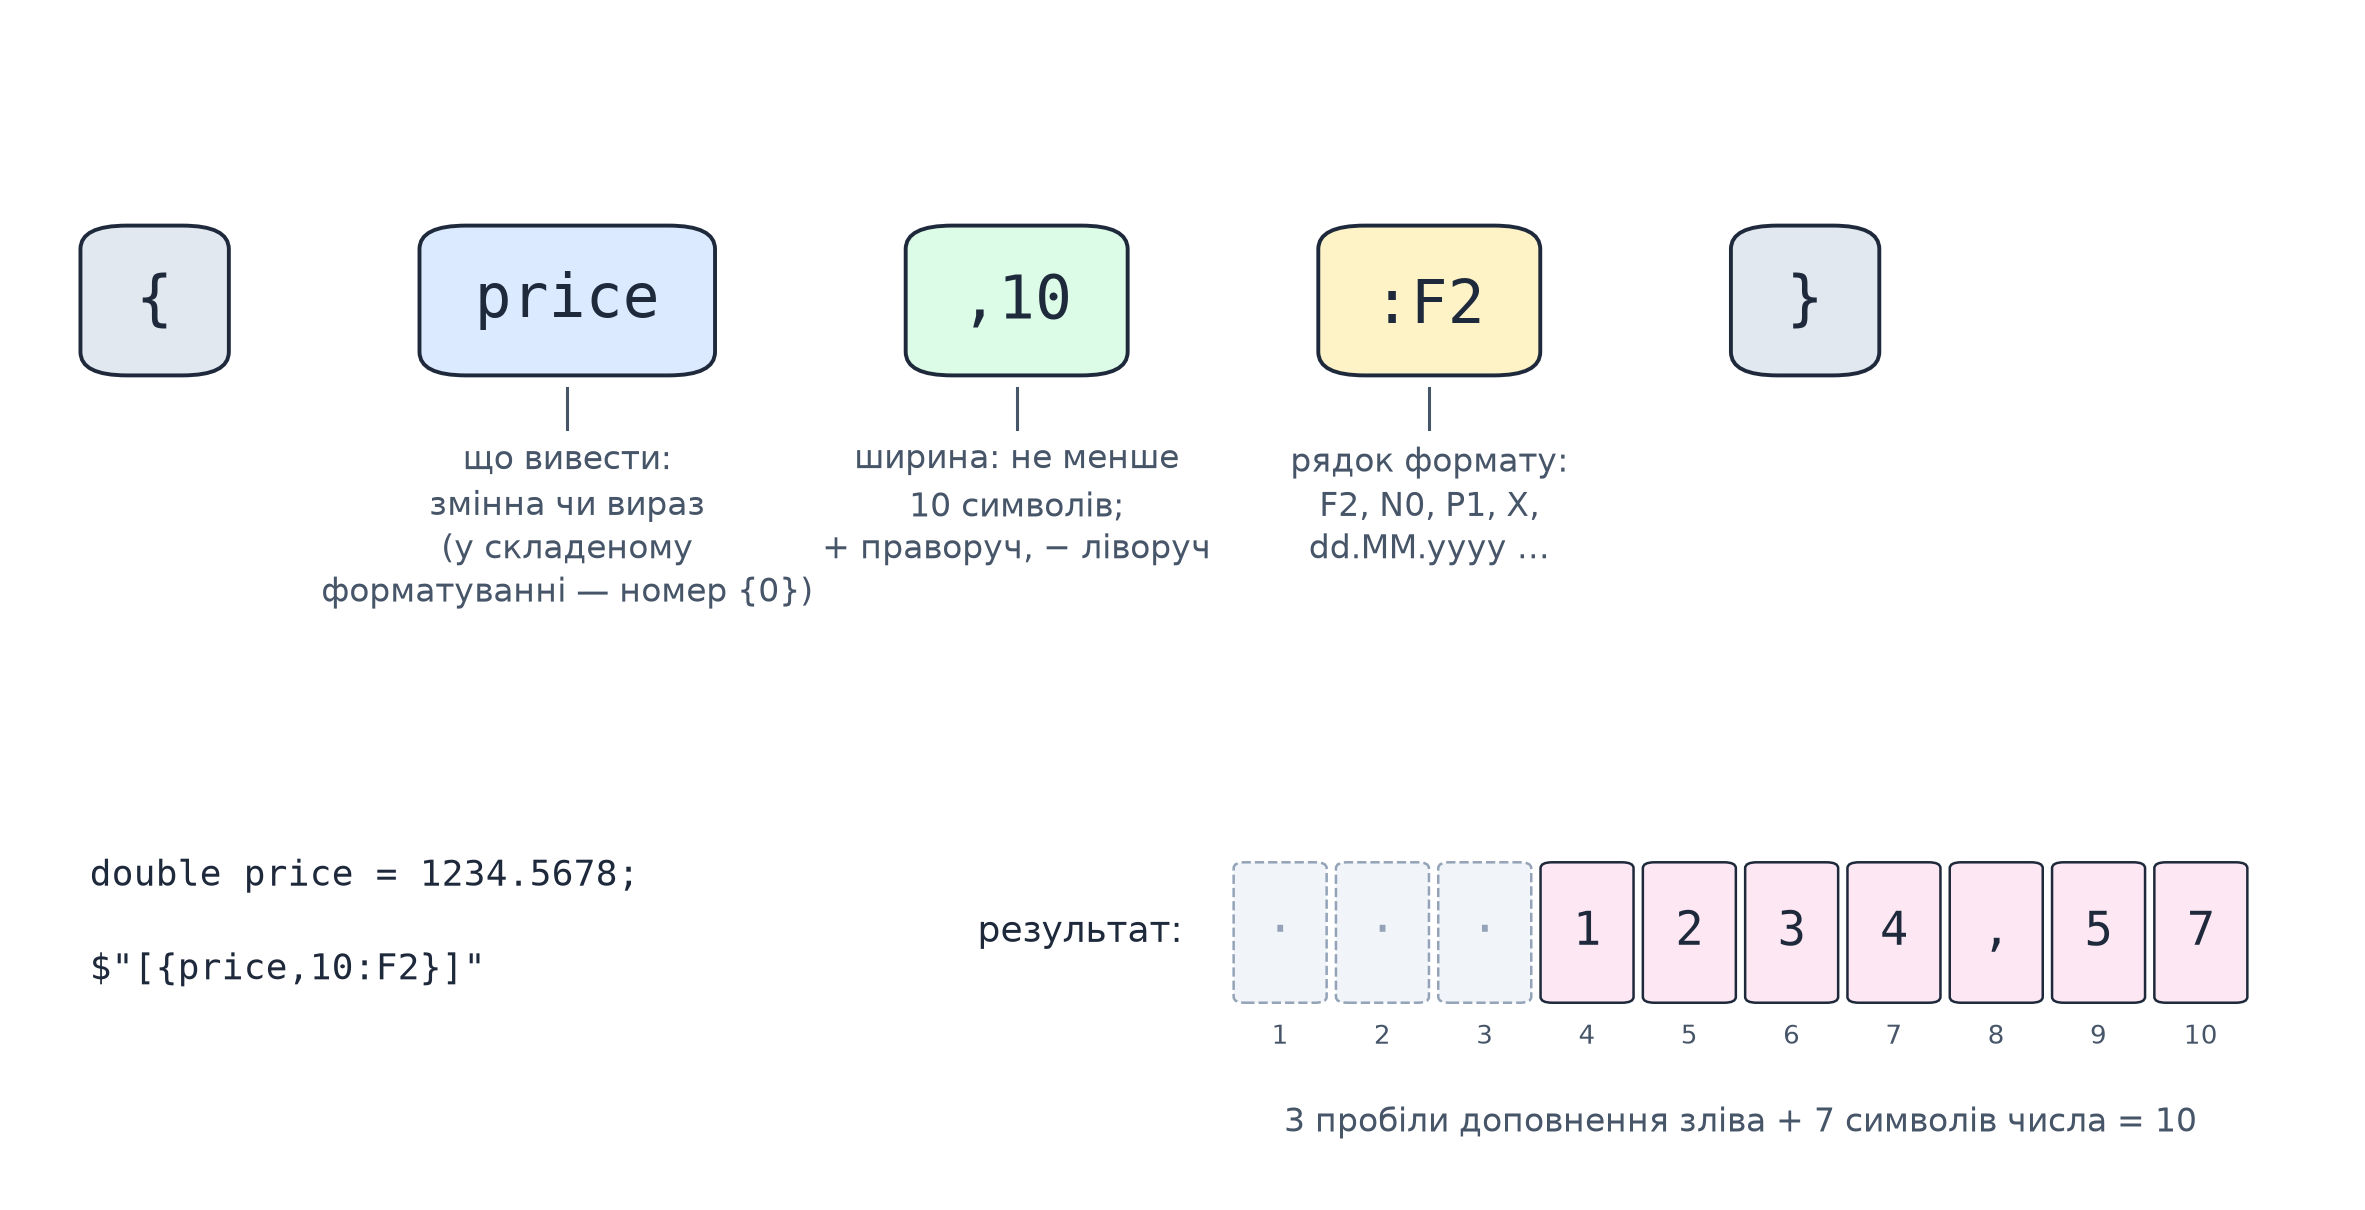 { price ,10 :F2 }
що вивести:
змінна чи вираз
(у складеному
форматуванні — номер {0})
ширина: не менше
10 символів;
+ праворуч, − ліворуч
рядок формату:
F2, N0, P1, X,
dd.MM.yyyy ...
double price = 1234.5678;
$"[{price,10:F2}]"
результат:
· · · 1 2 3 4 , 5 7
1 2 3 4 5 6 7 8 9 10
3 пробіли доповнення зліва + 7 символів числа = 10